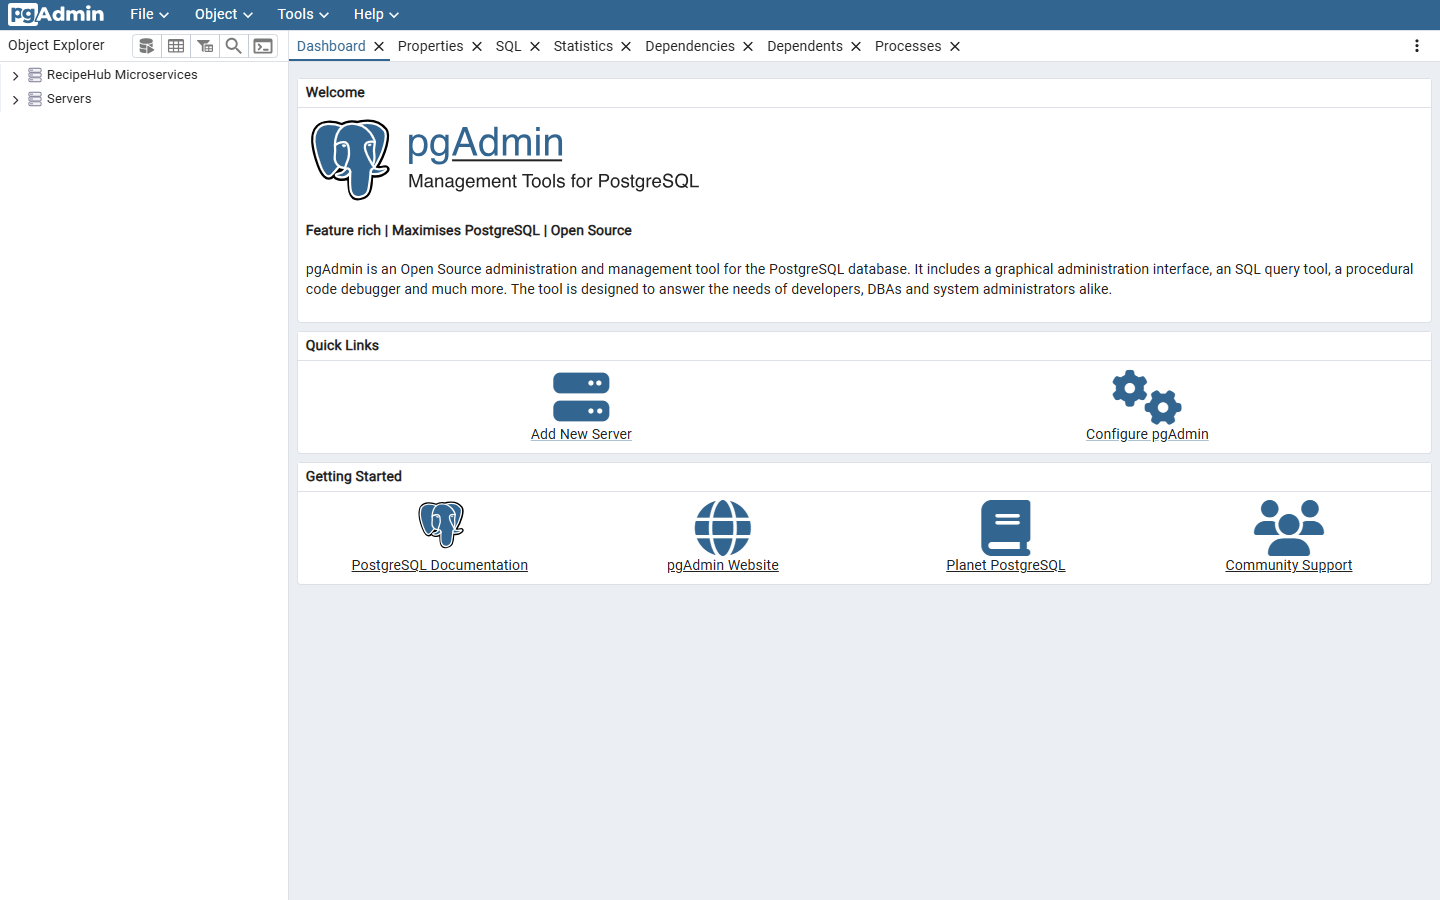 pgAdmin File Object Tools Help
Object Explorer
Dashboard Properties SQL Statistics Dependencies Dependents Processes
RecipeHub Microservices
Servers
Welcome
pgAdmin
Management Tools for PostgreSQL
Feature rich | Maximises PostgreSQL | Open Source
pgAdmin is an Open Source administration and management tool for the PostgreSQL database. It includes a graphical administration interface, an SQL query tool, a procedural
code debugger and much more. The tool is designed to answer the needs of developers, DBAs and system administrators alike.
Quick Links
Add New Server
Configure pgAdmin
Getting Started
PostgreSQL Documentation
pgAdmin Website
Planet PostgreSQL
Community Support